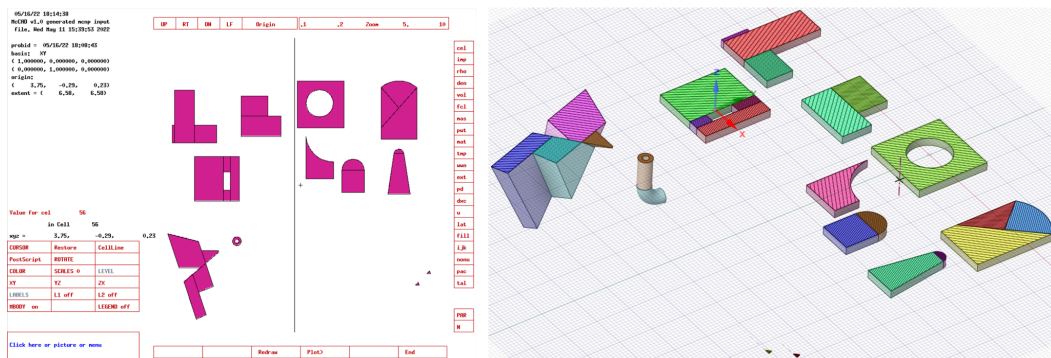 05/16/22 18:14:38
McCAD v1.0 generated mcnp input
file, Wed May 11 15:39:53 2022
probid =  05/16/22 18:08:43
basis:  XY
( 1,000000, 0,000000, 0,000000)
( 0,000000, 1,000000, 0,000000)
origin:
( 3,75, -0,29, 0,23)
extent = ( 6,50, 6,50)
UP RT DN LF Origin ,1 ,2 Zoom 5, 10
cel
imp
rho
den
vol
fcl
mas
pwt
mat
tmp
wwn
ext
pd
dxc
u
lat
fill
ijk
nonu
pac
tal
PAR
N
Value for cel 56
in Cell 56
xyz = 3,75, -0,29, 0,23
CURSOR Restore CellLine
PostScript ROTATE
COLOR SCALES 0 LEVEL
XY YZ ZX
LABELS L1 off L2 off
MBODY on LEGEND off
Click here or picture or menu
Redraw Plot> End
Z
X